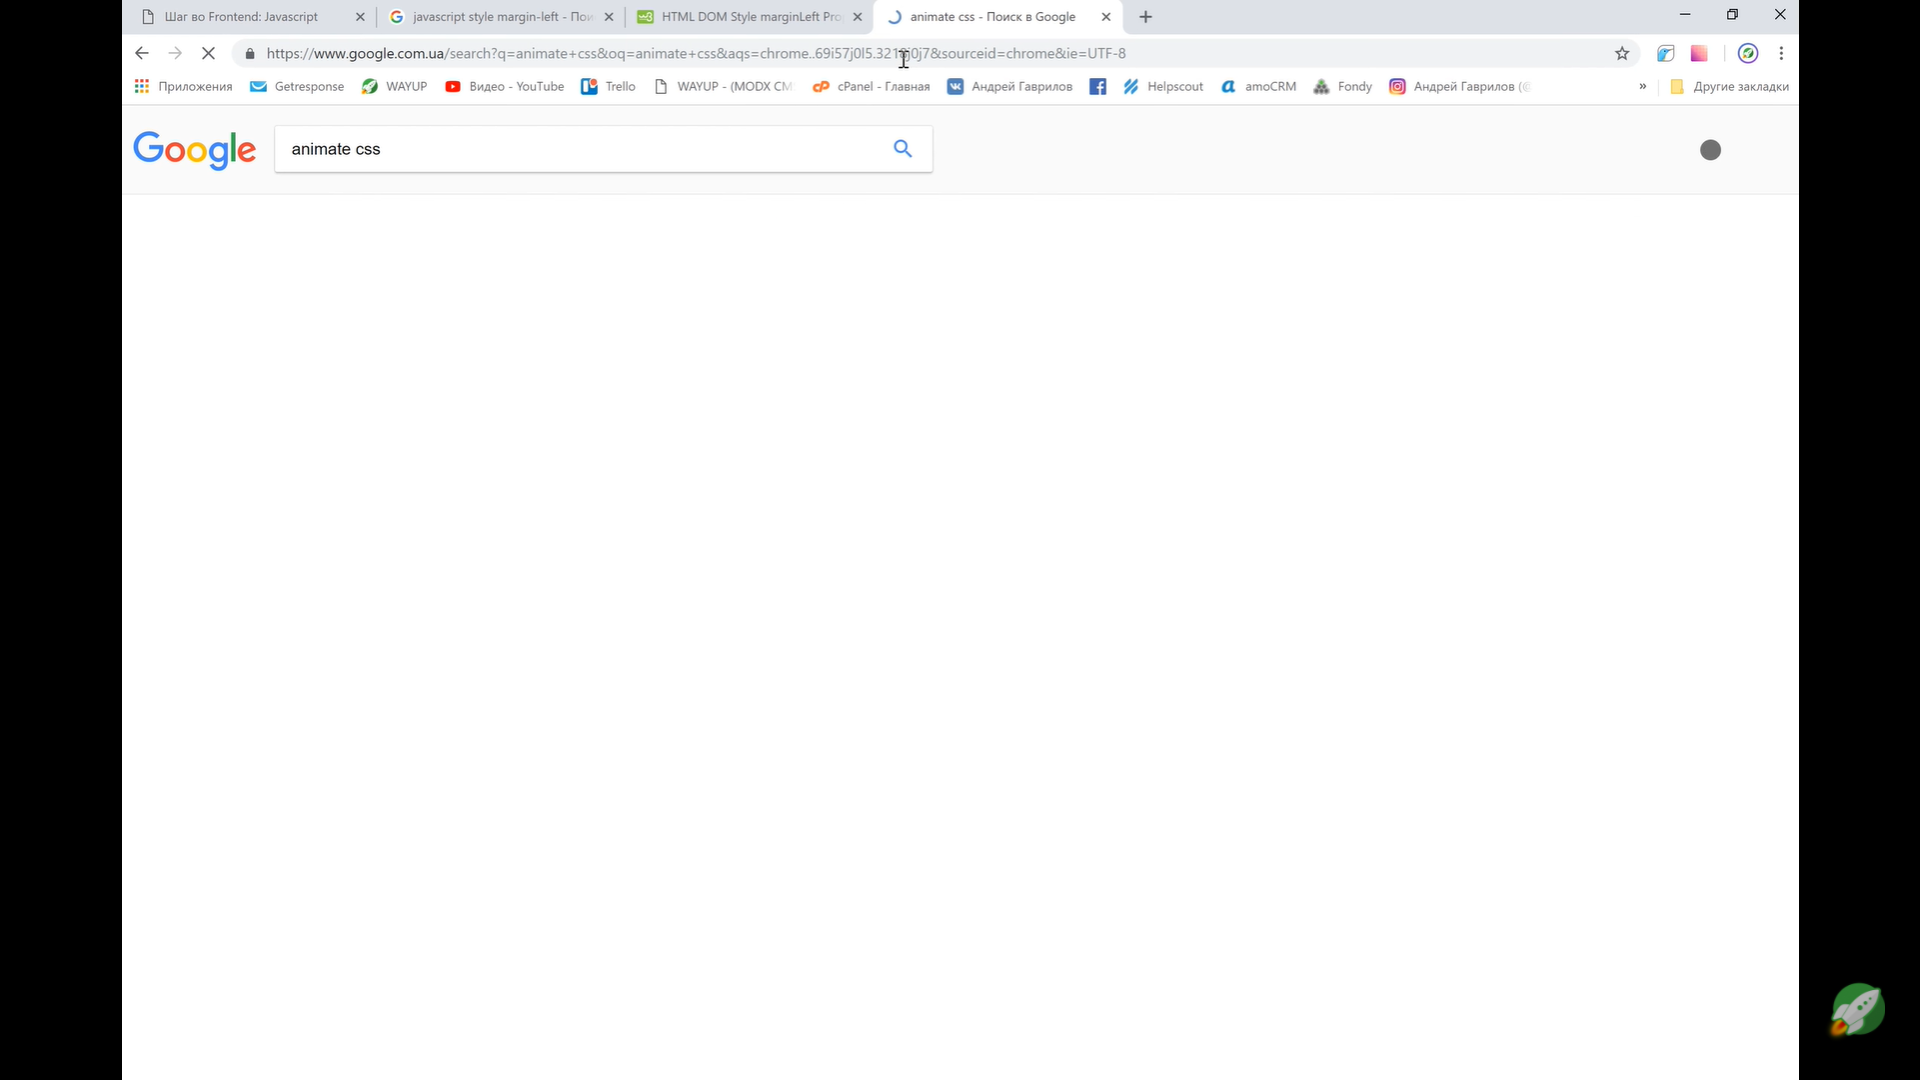 Шаг во Frontend: Javascript
javascript style margin-left - Пои
HTML DOM Style marginLeft Pro
animate css - Поиск в Google
https://www.google.com.ua/search?q=animate+css&oq=animate+css&aqs=chrome..69i57j0l5.321 j0j7&sourceid=chrome&ie=UTF-8
Приложения
Getresponse
WAYUP
Видео - YouTube
Trello
WAYUP - (MODX CM
cPanel - Главная
Андрей Гаврилов
Helpscout
amoCRM
Fondy
Андрей Гаврилов (@
»
Другие закладки
Google
animate css